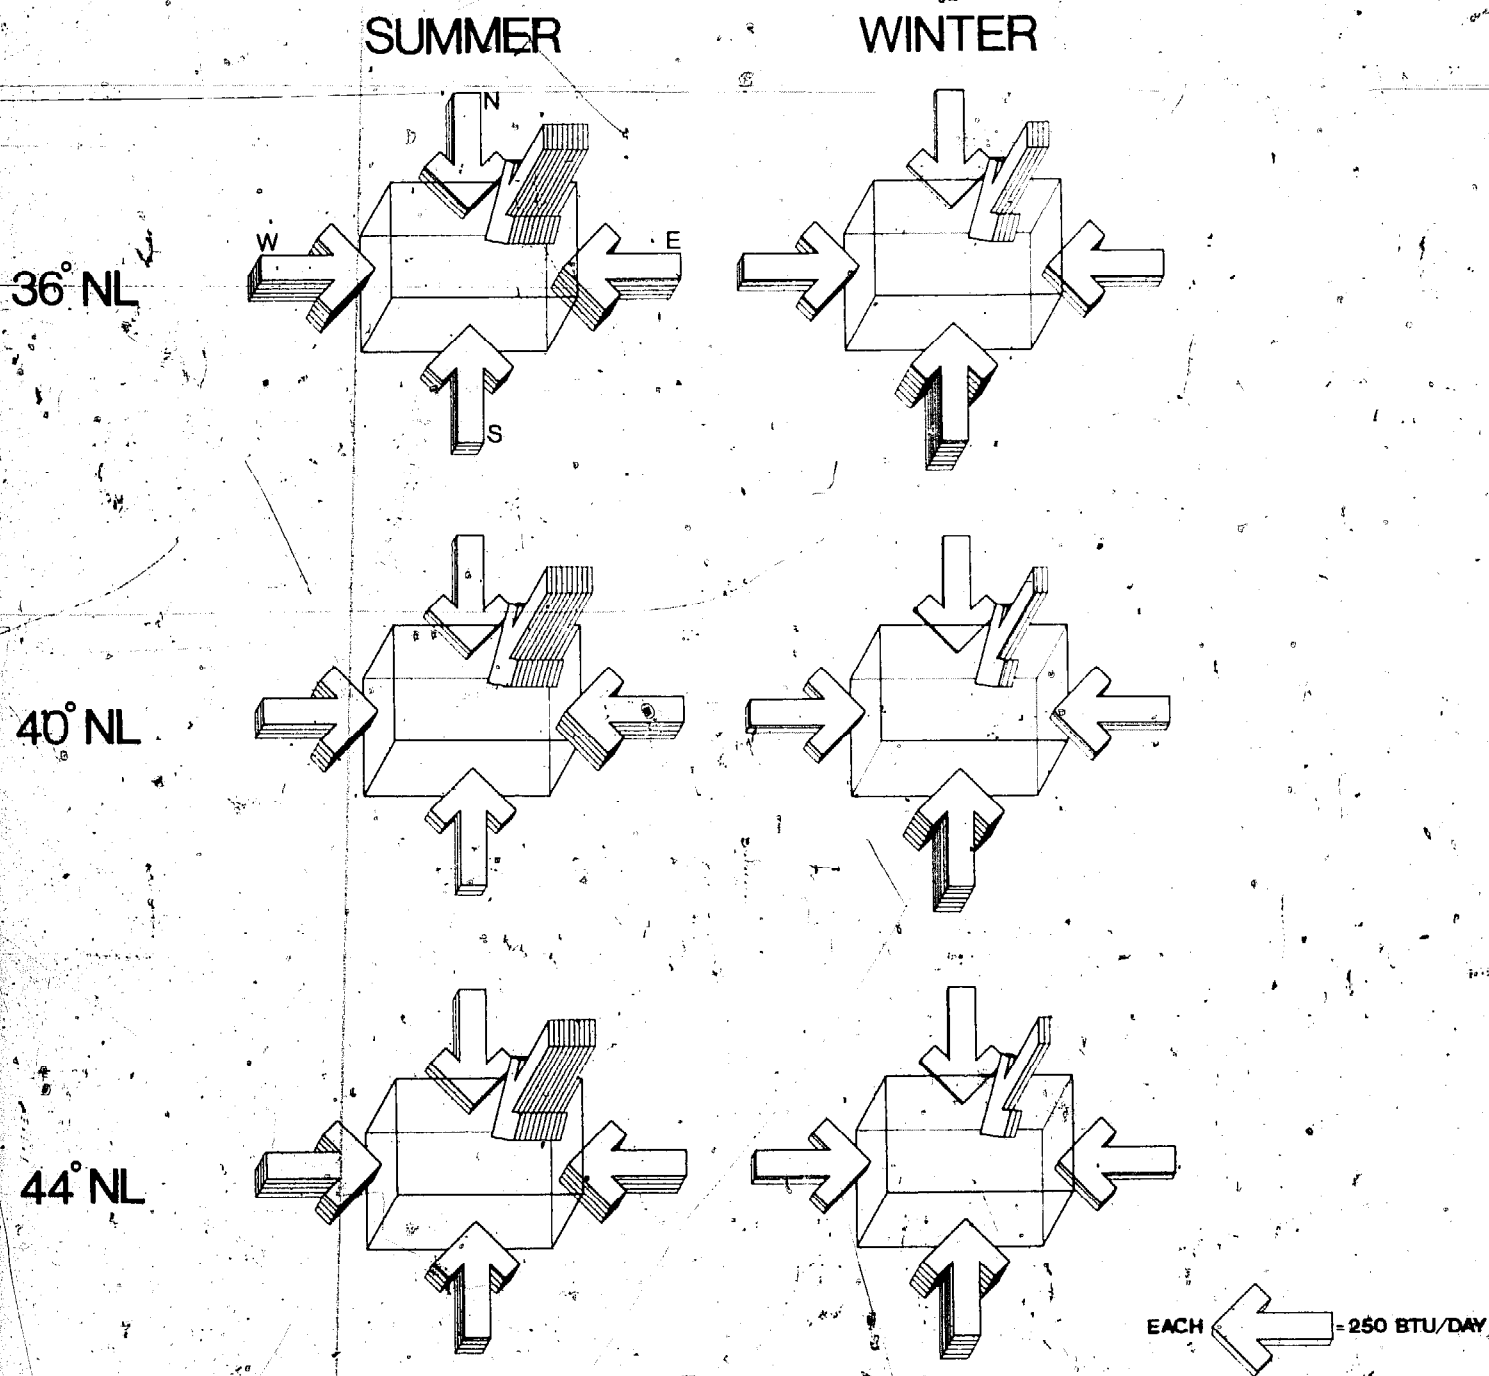 SUMMER WINTER
N
W E
36° NL
S
40° NL
44° NL
EACH = 250 BTU/DAY